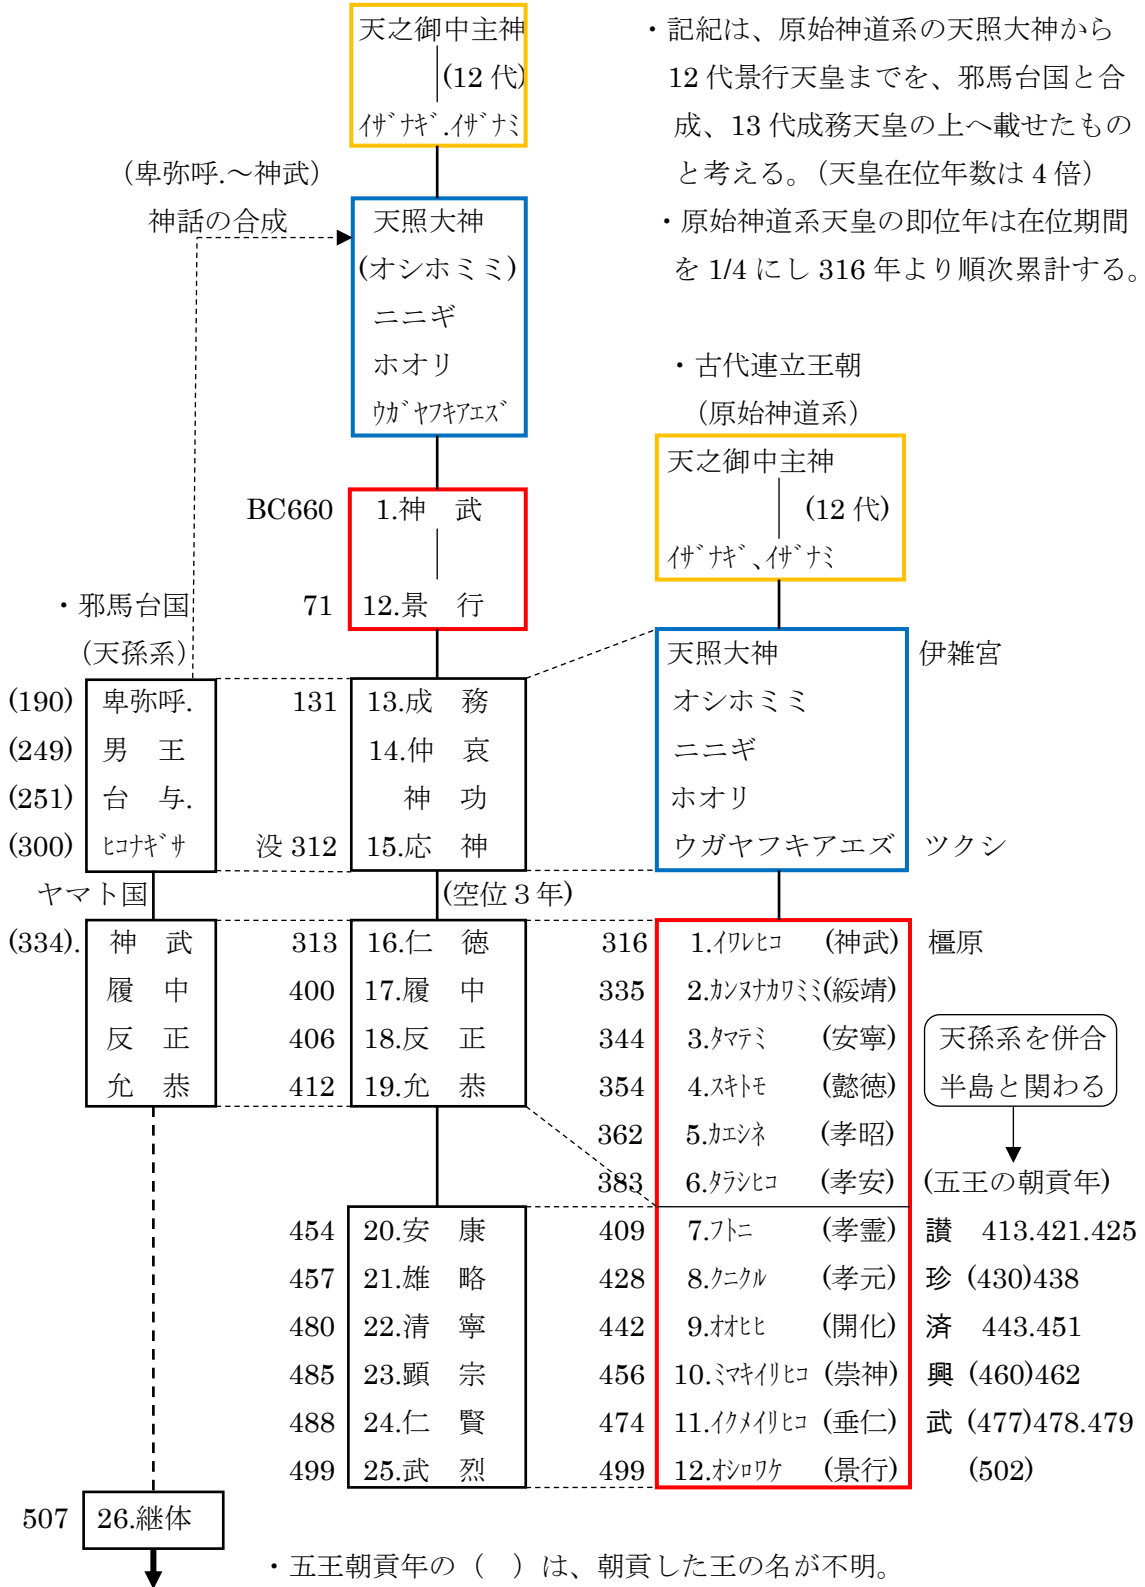 天之御中主神
(12代)
ｲｻﾞﾅｷﾞ.ｲｻﾞﾅﾐ
・記紀は、原始神道系の天照大神から
12代景行天皇までを、邪馬台国と合
成、13代成務天皇の上へ載せたもの
と考える。（天皇在位年数は4倍）
・原始神道系天皇の即位年は在位期間
を1/4にし316年より順次累計する。
(卑弥呼.～神武)
神話の合成
天照大神
(オシホミミ)
ニニギ
ホオリ
ｳｶﾞﾔﾌｷｱｴｽﾞ
・古代連立王朝
（原始神道系）
天之御中主神
(12代)
ｲｻﾞﾅｷﾞ､ｲｻﾞﾅﾐ
BC660 1.神 武
71 12.景 行
・邪馬台国
(天孫系)
(190) 卑弥呼.
(249) 男 王
(251) 台 与.
(300) ﾋｺﾅｷﾞｻ
131 13.成 務
14.仲 哀
神 功
没312 15.応 神
天照大神 伊雑宮
オシホミミ
ニニギ
ホオリ
ウガヤフキアエズ ツクシ
ヤマト国
(空位３年)
(334). 神 武
履 中
反 正
允 恭
313 16.仁 徳
400 17.履 中
406 18.反 正
412 19.允 恭
316 1.ｲﾜﾚﾋｺ (神武) 橿原
335 2.ｶﾝﾇﾅｶﾜﾐﾐ(綏靖)
344 3.ﾀﾏﾃﾐ (安寧)
354 4.ｽｷﾄﾓ (懿徳)
362 5.ｶｴｼﾈ (孝昭)
383 6.ﾀﾗｼﾋｺ (孝安)
天孫系を併合
半島と関わる
(五王の朝貢年)
454 20.安 康
457 21.雄 略
480 22.清 寧
485 23.顕 宗
488 24.仁 賢
499 25.武 烈
409 7.ﾌﾄﾆ (孝霊) 讃 413.421.425
428 8.ｸﾆｸﾙ (孝元) 珍 (430)438
442 9.ｵｵﾋﾋ (開化) 済 443.451
456 10.ﾐﾏｷｲﾘﾋｺ (崇神) 興 (460)462
474 11.ｲｸﾒｲﾘﾋｺ (垂仁) 武 (477)478.479
499 12.ｵｼﾛﾜｹ (景行) (502)
507 26.継体
・五王朝貢年の（ ）は、朝貢した王の名が不明。